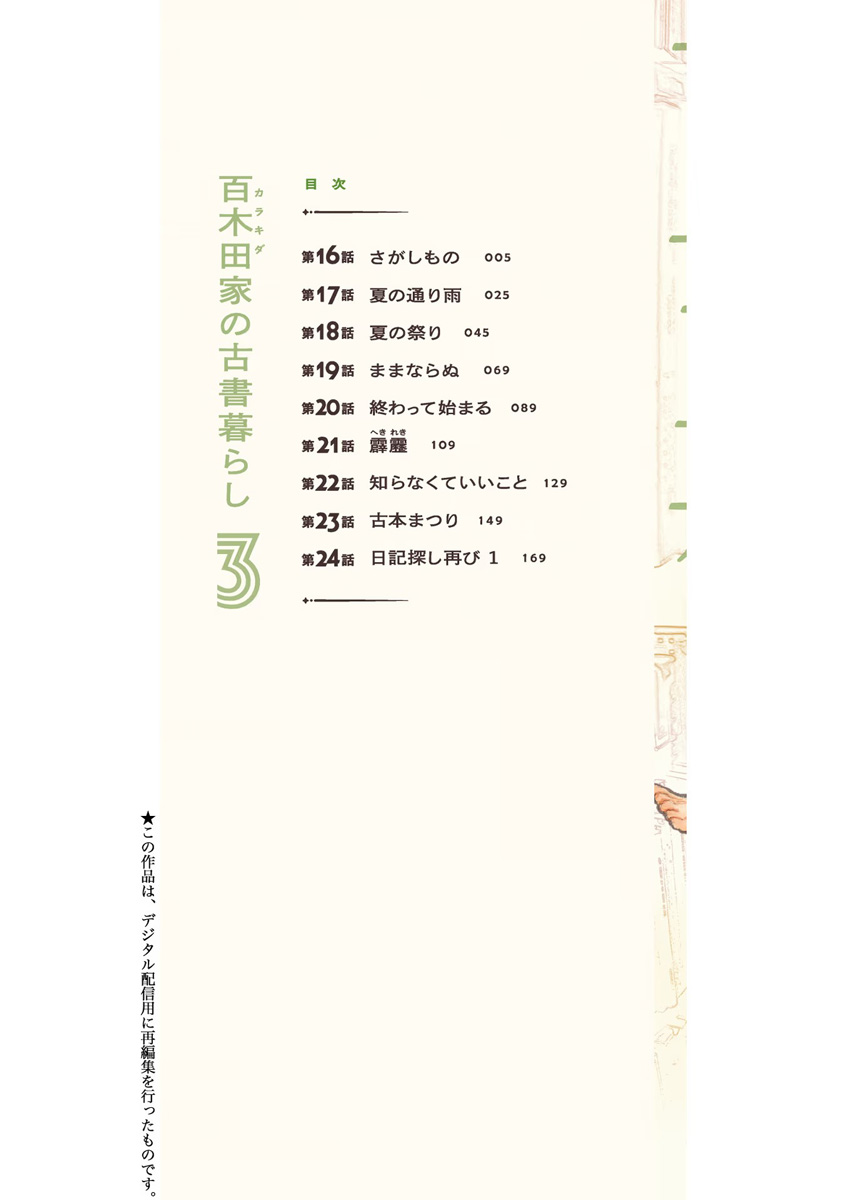 百木田家の古書暮らし
カラキダ
3
目次
第16話 さがしもの 005
第17話 夏の通り雨 025
第18話 夏の祭り 045
第19話 ままならぬ 069
第20話 終わって始まる 089
へきれき
第21話 霹靂 109
第22話 知らなくていいこと 129
第23話 古本まつり 149
第24話 日記探し再び 1 169
★この作品は、デジタル配信用に再編集を行ったものです。